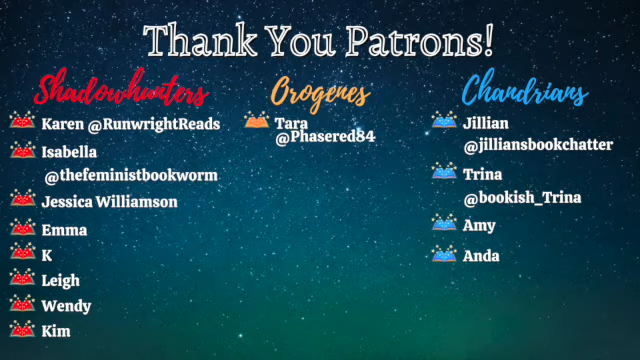 Thank You Patrons!
Shadowhunters
Karen @RunwrightReads
Isabella
@thefeministbookworm
Jessica Williamson
Emma
K
Leigh
Wendy
Kim
Orogenes
Tara
@Phasered84
Chandrians
Jillian
@jilliansbookchatter
Trina
@bookish_Trina
Amy
Anda